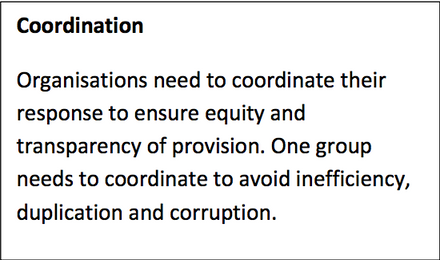 Coordination
Organisations need to coordinate their
response to ensure equity and
transparency of provision. One group
needs to coordinate to avoid inefficiency,
duplication and corruption.